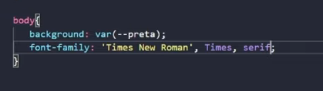 body{
background: var(--preta);
font-family: 'Times New Roman', Times, serif;
}